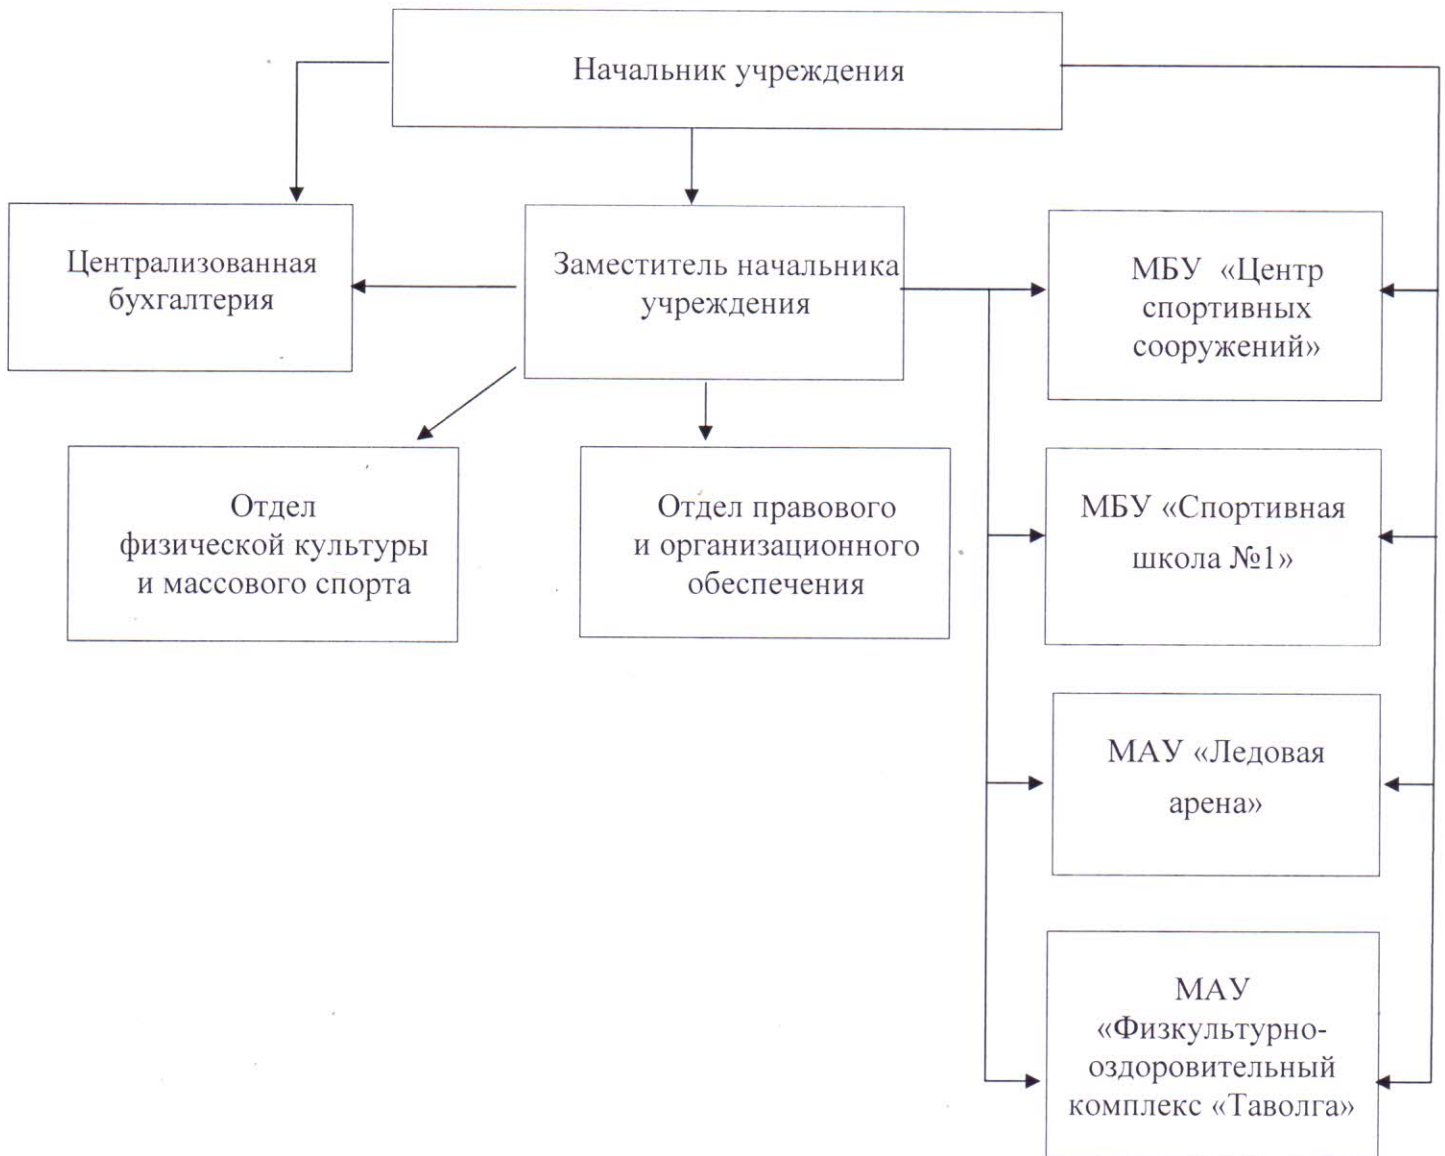 Начальник учреждения
Централизованная
бухгалтерия
Заместитель начальника
учреждения
МБУ «Центр
спортивных
сооружений»
Отдел
физической культуры
и массового спорта
Отдел правового
и организационного
обеспечения
МБУ «Спортивная
школа №1»
МАУ «Ледовая
арена»
МАУ
«Физкультурно-
оздоровительный
комплекс «Таволга»